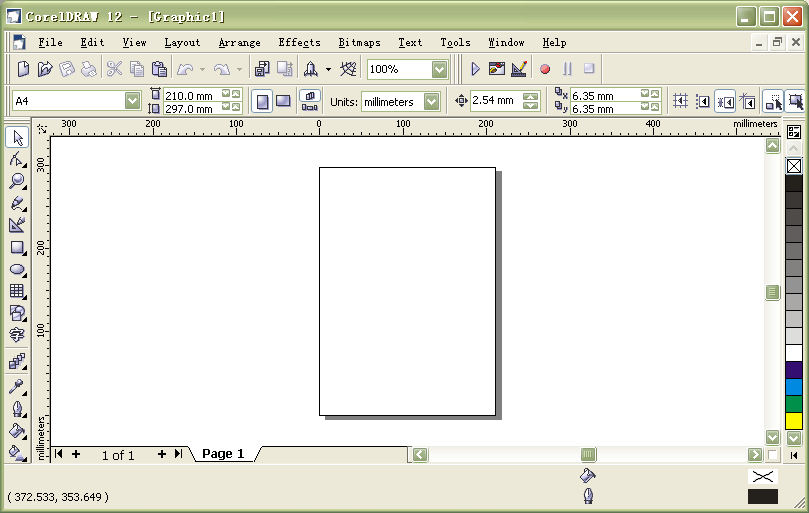 CorelDRAW 12 - [Graphic1]
File Edit View Layout Arrange Effects Bitmaps Text Tools Window Help
100%
A4 210.0 mm 297.0 mm Units: millimeters 2.54 mm x 6.35 mm y 6.35 mm
300 200 100 0 100 200 300 400 millimeters
300
200
100
millimeters
字
1 of 1 Page 1
( 372.533, 353.649 )